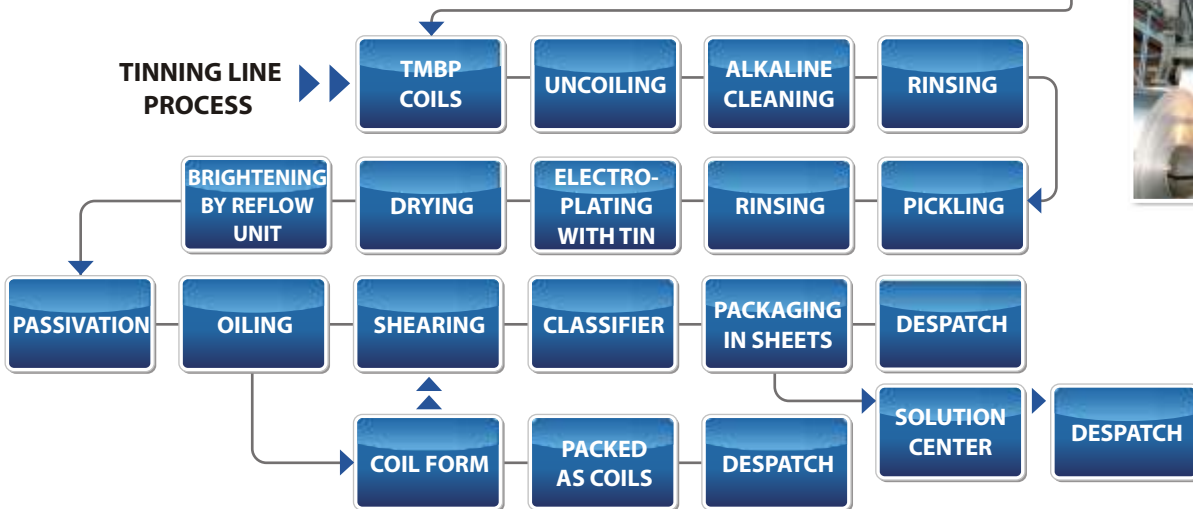 TINNING LINE
PROCESS
TMBP
COILS
UNCOILING
ALKALINE
CLEANING
RINSING
BRIGHTENING
BY REFLOW
UNIT
DRYING
ELECTRO-
PLATING
WITH TIN
RINSING
PICKLING
PASSIVATION
OILING
SHEARING
CLASSIFIER
PACKAGING
IN SHEETS
DESPATCH
COIL FORM
PACKED
AS COILS
DESPATCH
SOLUTION
CENTER
DESPATCH